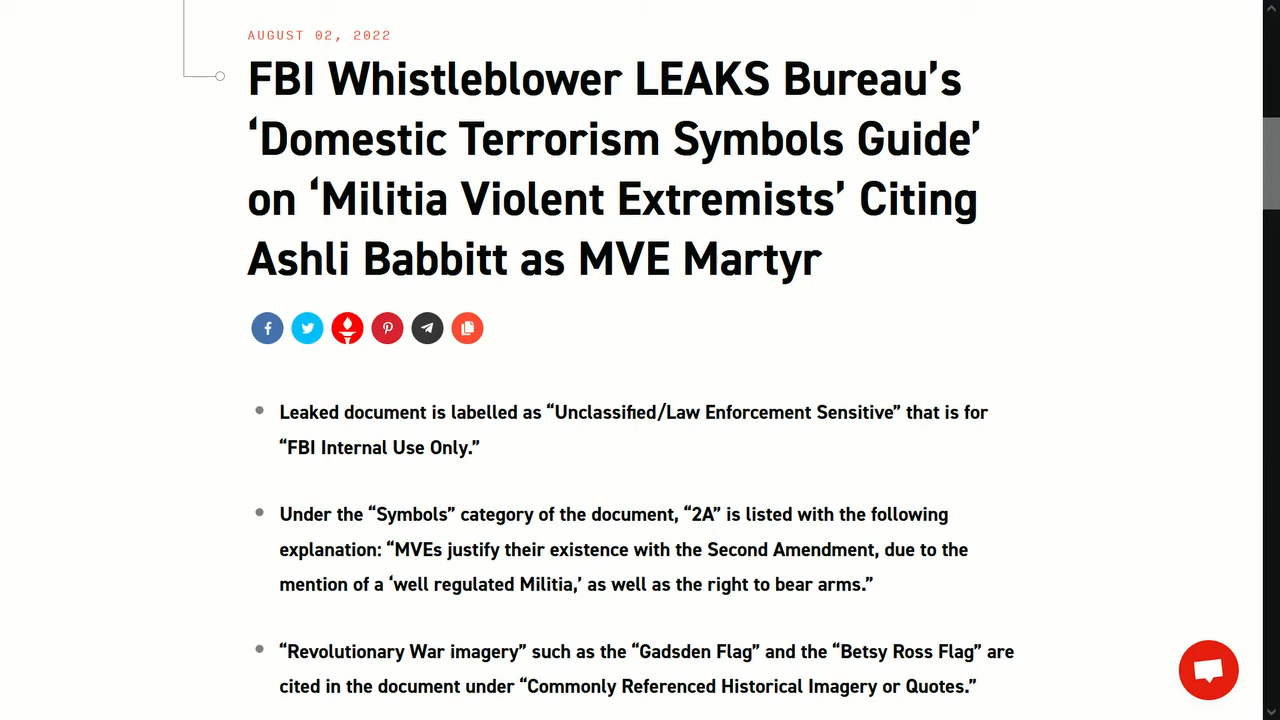 AUGUST 02, 2022
FBI Whistleblower LEAKS Bureau’s
‘Domestic Terrorism Symbols Guide’
on ‘Militia Violent Extremists’ Citing
Ashli Babbitt as MVE Martyr
Leaked document is labelled as “Unclassified/Law Enforcement Sensitive” that is for
“FBI Internal Use Only.”
Under the “Symbols” category of the document, “2A” is listed with the following
explanation: “MVEs justify their existence with the Second Amendment, due to the
mention of a ‘well regulated Militia,’ as well as the right to bear arms.”
“Revolutionary War imagery” such as the “Gadsden Flag” and the “Betsy Ross Flag” are
cited in the document under “Commonly Referenced Historical Imagery or Quotes.”